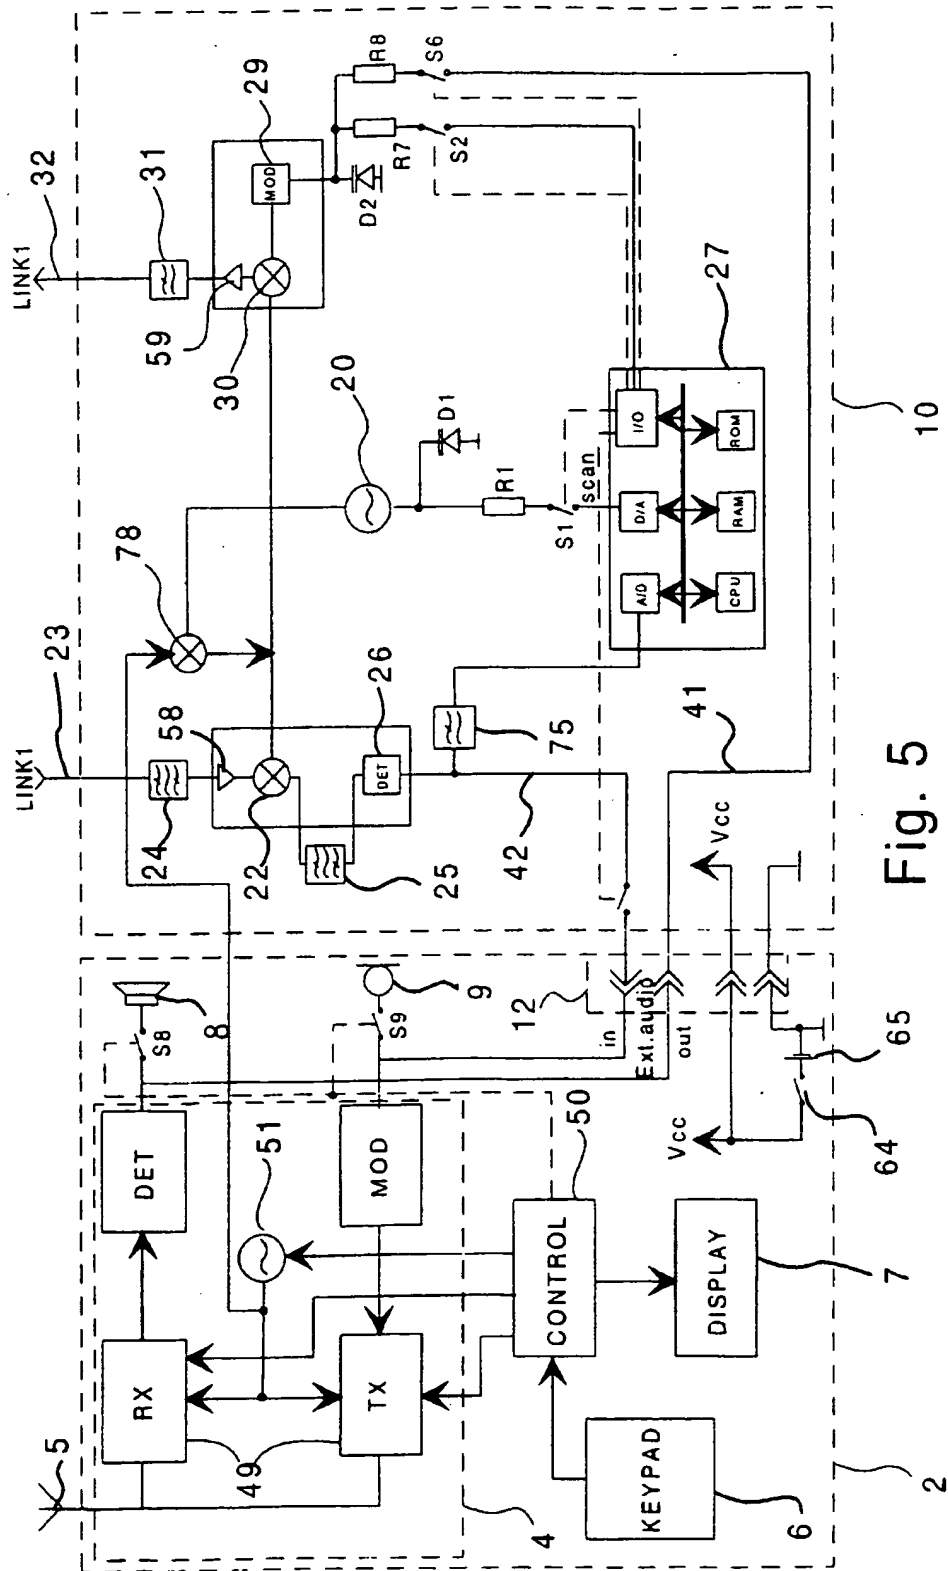 LINK1
23
LINK1
32
24
58
22
25
26
DET
78
59
31
30
29
MOD
20
D1
R1
S1
scan
D2
R7
S2
R8
S6
42
75
A/D
D/A
I/O
CPU
RAM
ROM
27
41
Vcc
10
5
RX
DET
S8
8
49
51
TX
MOD
S9
9
4
12
in
Ext.audio
out
50
CONTROL
KEYPAD
6
DISPLAY
7
Vcc
64
65
2
Fig. 5